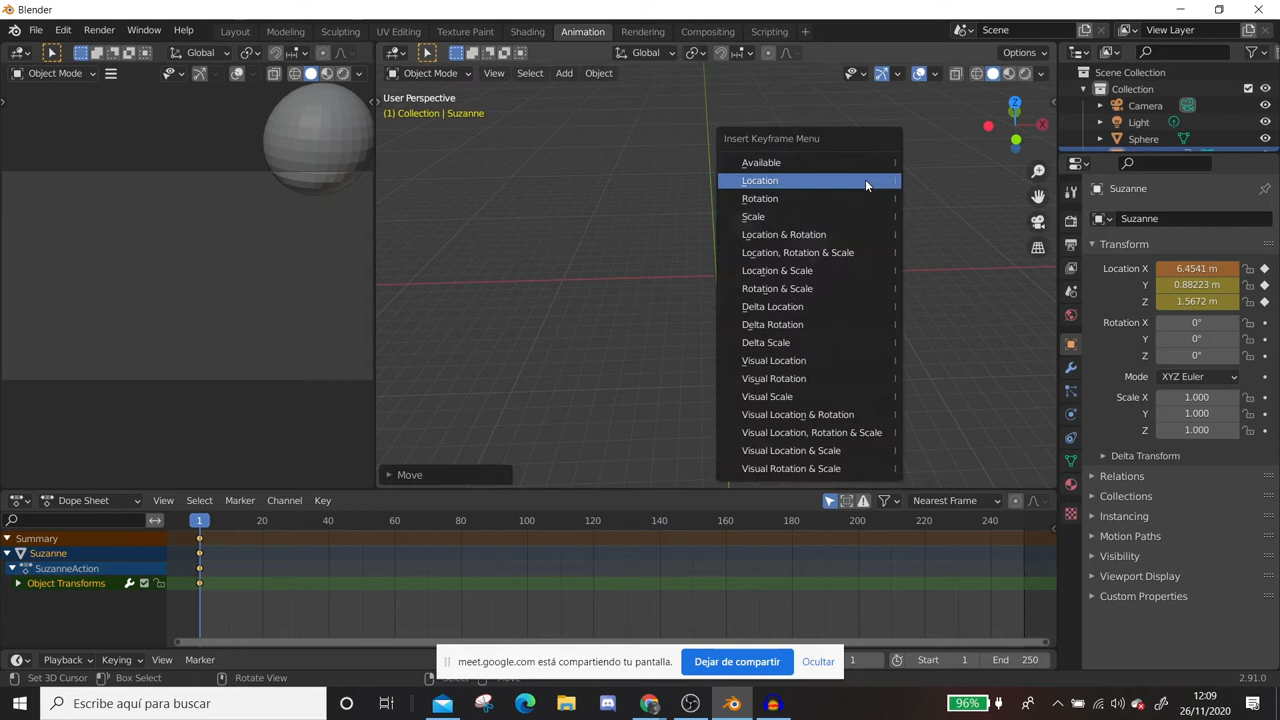 Blender
File Edit Render Window Help Layout Modeling Sculpting UV Editing Texture Paint Shading Animation Rendering Compositing Scripting + Scene View Layer
Global Global Options
Object Mode Object Mode View Select Add Object
User Perspective
(1) Collection | Suzanne
Insert Keyframe Menu
Available I
Location I
Rotation I
Scale I
Location & Rotation I
Location, Rotation & Scale I
Location & Scale I
Rotation & Scale I
Delta Location I
Delta Rotation I
Delta Scale I
Visual Location I
Visual Rotation I
Visual Scale I
Visual Location & Rotation I
Visual Location, Rotation & Scale I
Visual Location & Scale I
Visual Rotation & Scale I
Z
X
Move
Scene Collection
Collection
Camera
Light
Sphere
Suzanne
Suzanne
Transform
Location X 6.4541 m
Y 0.88223 m
Z 1.5672 m
Rotation X 0°
Y 0°
Z 0°
Mode XYZ Euler
Scale X 1.000
Y 1.000
Z 1.000
Delta Transform
Relations
Collections
Instancing
Motion Paths
Visibility
Viewport Display
Custom Properties
Dope Sheet View Select Marker Channel Key Nearest Frame
1 20 40 60 80 100 120 140 160 180 200 220 240
Summary
Suzanne
SuzanneAction
Object Transforms
Playback Keying View Marker 1 Start 1 End 250
meet.google.com está compartiendo tu pantalla. Dejar de compartir Ocultar
Set 3D Cursor Box Select Rotate View Select 2.91.0
Escribe aquí para buscar 96% 12:09
26/11/2020